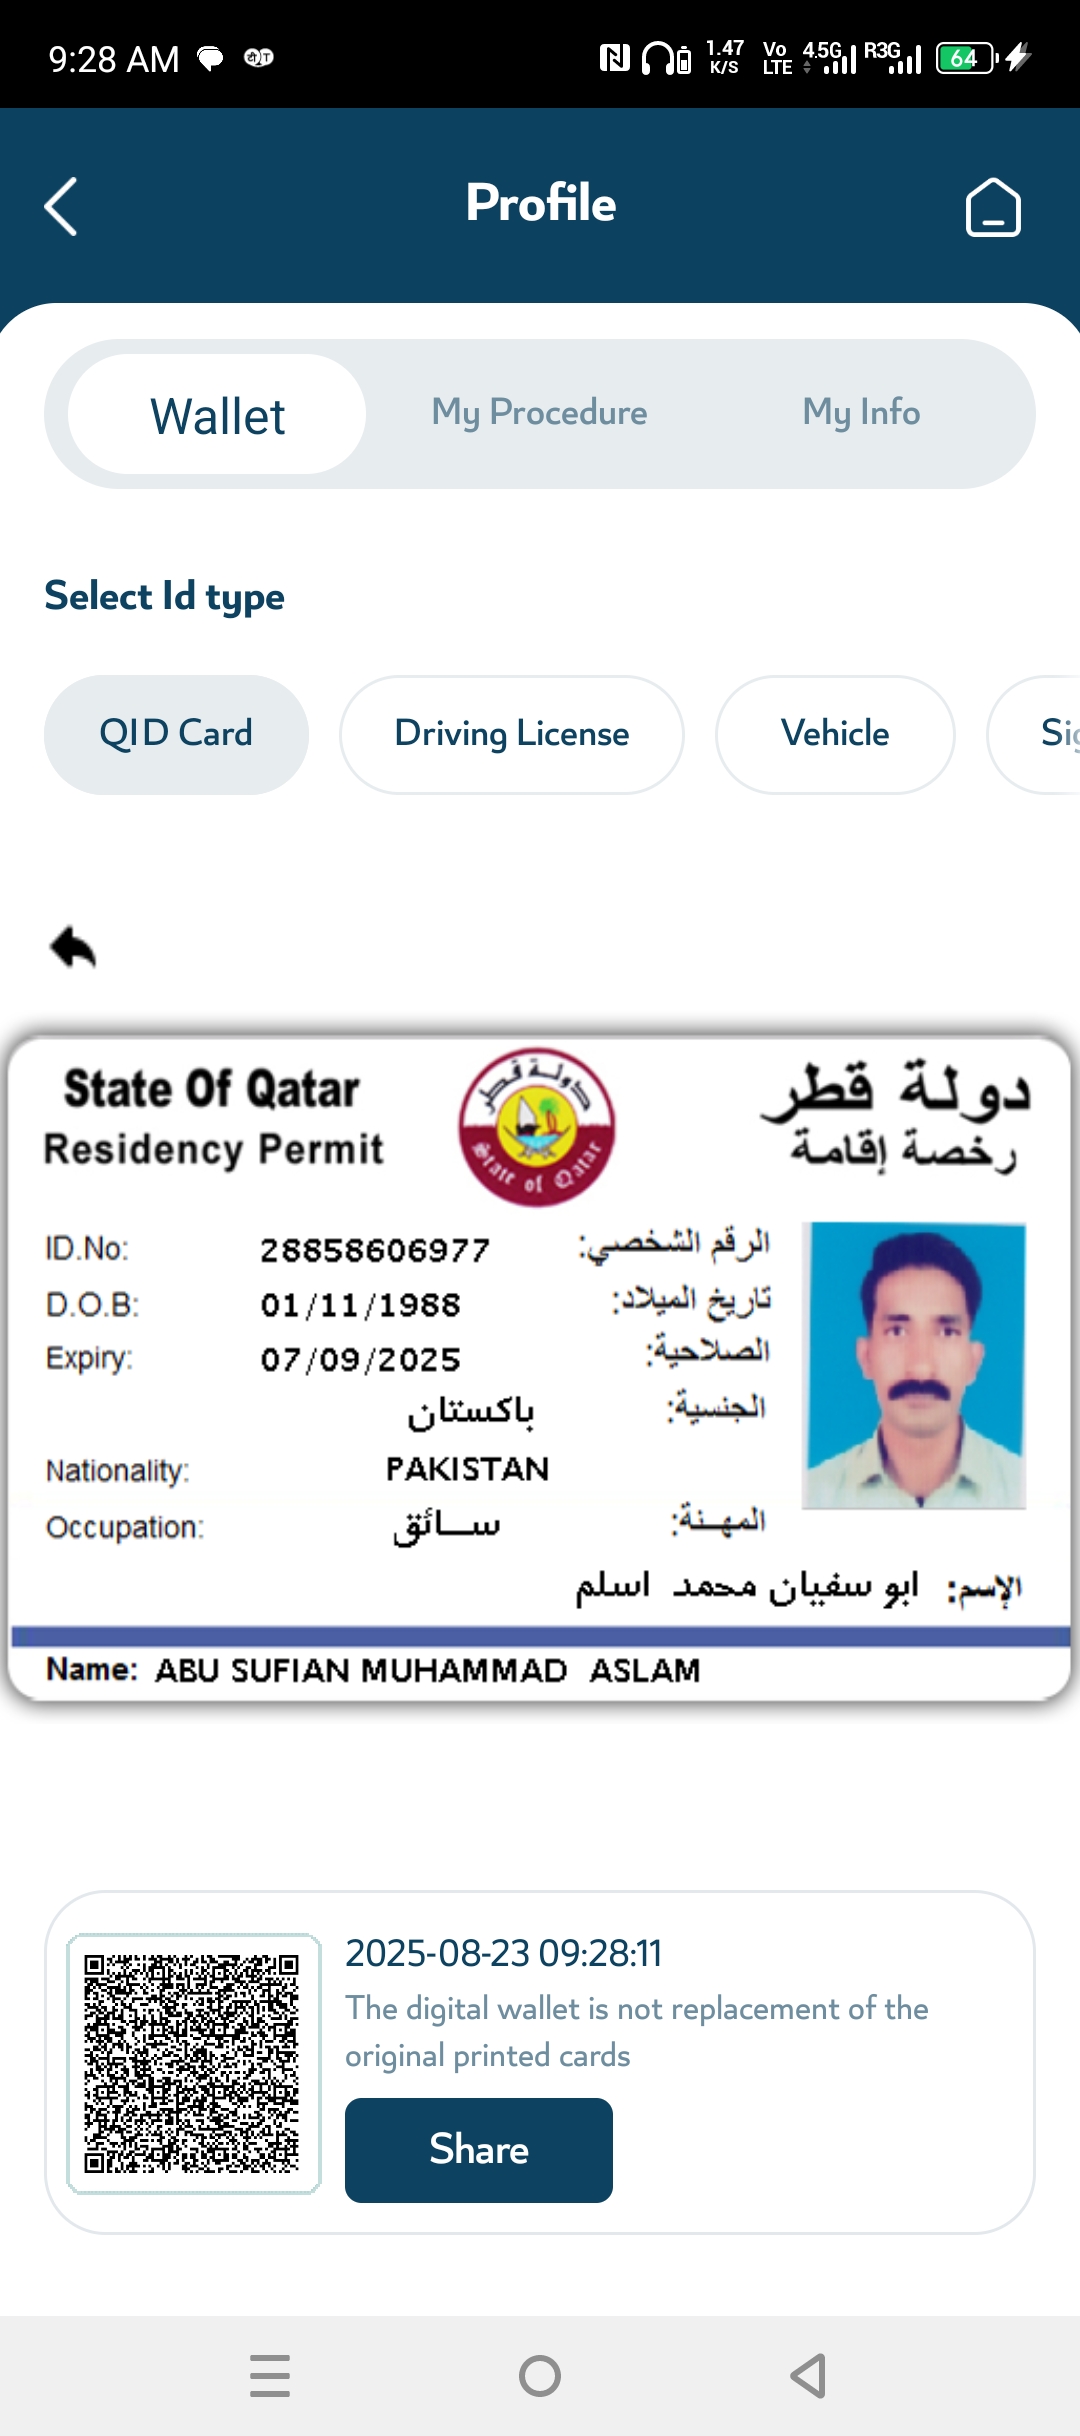 9:28 AM 1.47 K/S Vo LTE 4.5G R3G 64
Profile
Wallet My Procedure My Info
Select Id type
QID Card Driving License Vehicle Sig
State Of Qatar دولة قطر
Residency Permit رخصة إقامة
دولة قطر
State of Qatar
ID.No: 28858606977 الرقم الشخصي:
D.O.B: 01/11/1988 تاريخ الميلاد:
Expiry: 07/09/2025 الصلاحية:
باكستان الجنسية:
Nationality: PAKISTAN
Occupation: سائق المهنة:
الإسم: ابو سفيان محمد اسلم
Name: ABU SUFIAN MUHAMMAD ASLAM
2025-08-23 09:28:11
The digital wallet is not replacement of the
original printed cards
Share